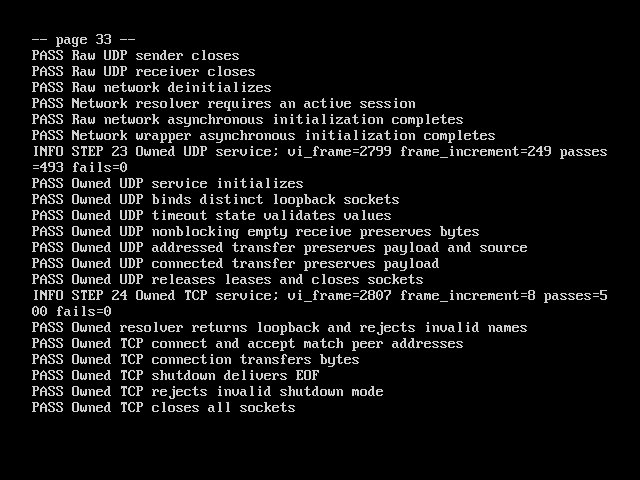 -- page 33 --
PASS Raw UDP sender closes
PASS Raw UDP receiver closes
PASS Raw network deinitializes
PASS Network resolver requires an active session
PASS Raw network asynchronous initialization completes
PASS Network wrapper asynchronous initialization completes
INFO STEP 23 Owned UDP service; vi_frame=2799 frame_increment=249 passes
=493 fails=0
PASS Owned UDP service initializes
PASS Owned UDP binds distinct loopback sockets
PASS Owned UDP timeout state validates values
PASS Owned UDP nonblocking empty receive preserves bytes
PASS Owned UDP addressed transfer preserves payload and source
PASS Owned UDP connected transfer preserves payload
PASS Owned UDP releases leases and closes sockets
INFO STEP 24 Owned TCP service; vi_frame=2807 frame_increment=8 passes=5
00 fails=0
PASS Owned resolver returns loopback and rejects invalid names
PASS Owned TCP connect and accept match peer addresses
PASS Owned TCP connection transfers bytes
PASS Owned TCP shutdown delivers EOF
PASS Owned TCP rejects invalid shutdown mode
PASS Owned TCP closes all sockets